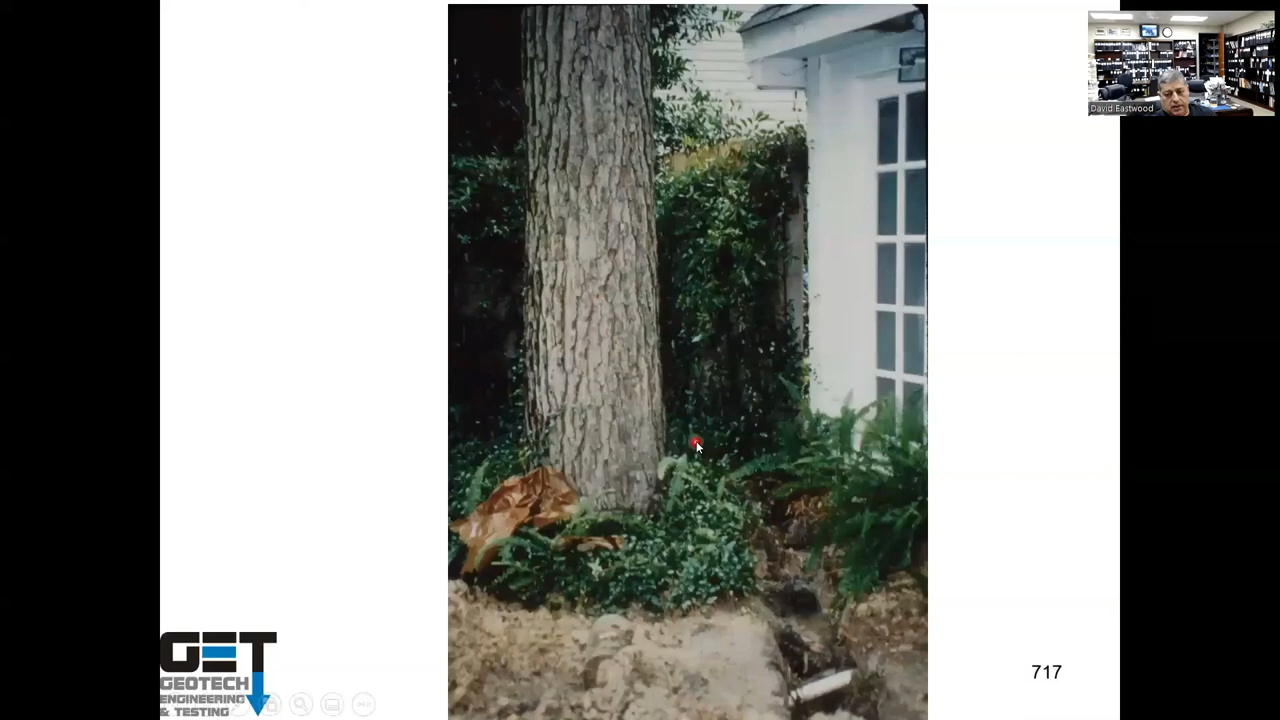 David Eastwood
GET
GEOTECH
ENGINEERING
& TESTING
717